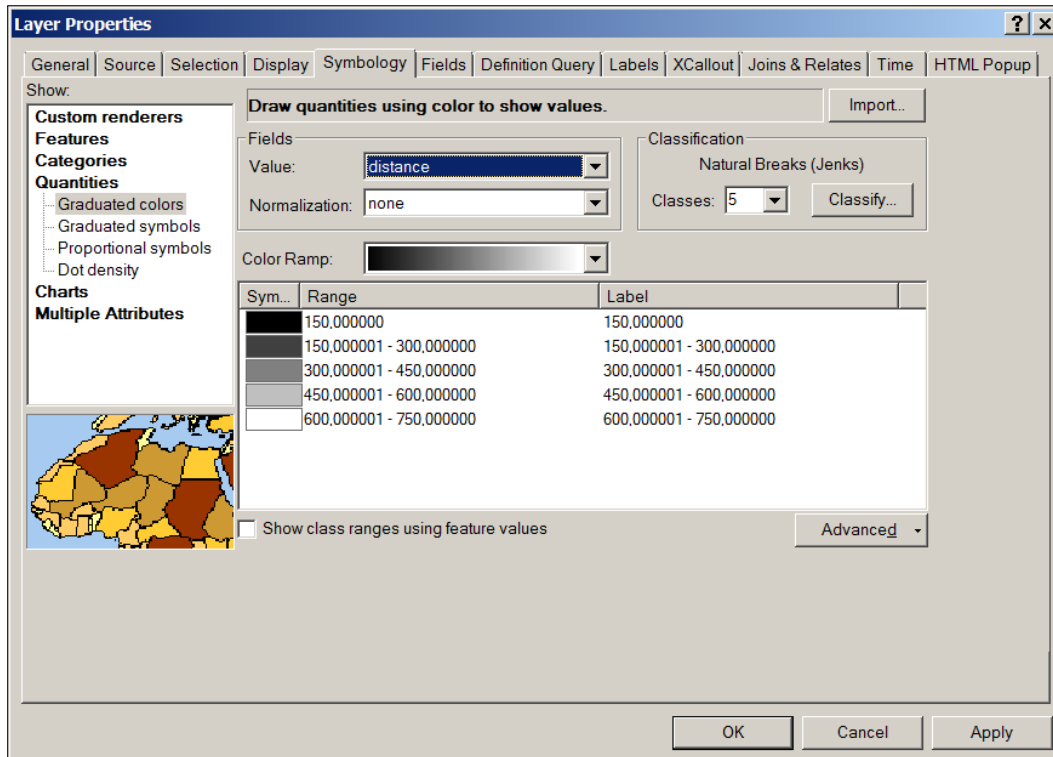 Layer Properties
General Source Selection Display Symbology Fields Definition Query Labels XCallout Joins & Relates Time HTML Popup
Show:
Custom renderers
Features
Categories
Quantities
Graduated colors
Graduated symbols
Proportional symbols
Dot density
Charts
Multiple Attributes
Draw quantities using color to show values.
Import...
Fields
Value: distance
Normalization: none
Classification
Natural Breaks (Jenks)
Classes: 5 Classify...
Color Ramp:
Sym... Range Label
150,000000 150,000000
150,000001 - 300,000000 150,000001 - 300,000000
300,000001 - 450,000000 300,000001 - 450,000000
450,000001 - 600,000000 450,000001 - 600,000000
600,000001 - 750,000000 600,000001 - 750,000000
Show class ranges using feature values
Advanced
OK Cancel Apply